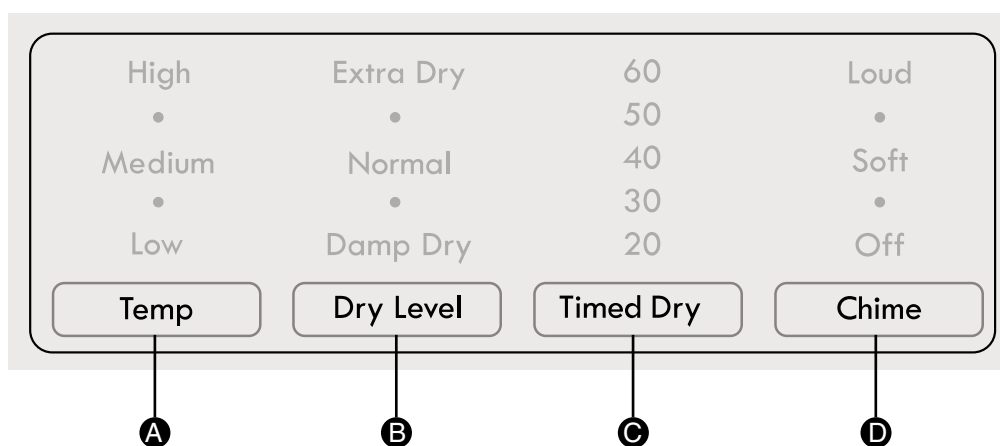 High Extra Dry 60 Loud
• • 50 •
Medium Normal 40 Soft
• • 30 •
Low Damp Dry 20 Off
Temp Dry Level Timed Dry Chime
A B C D